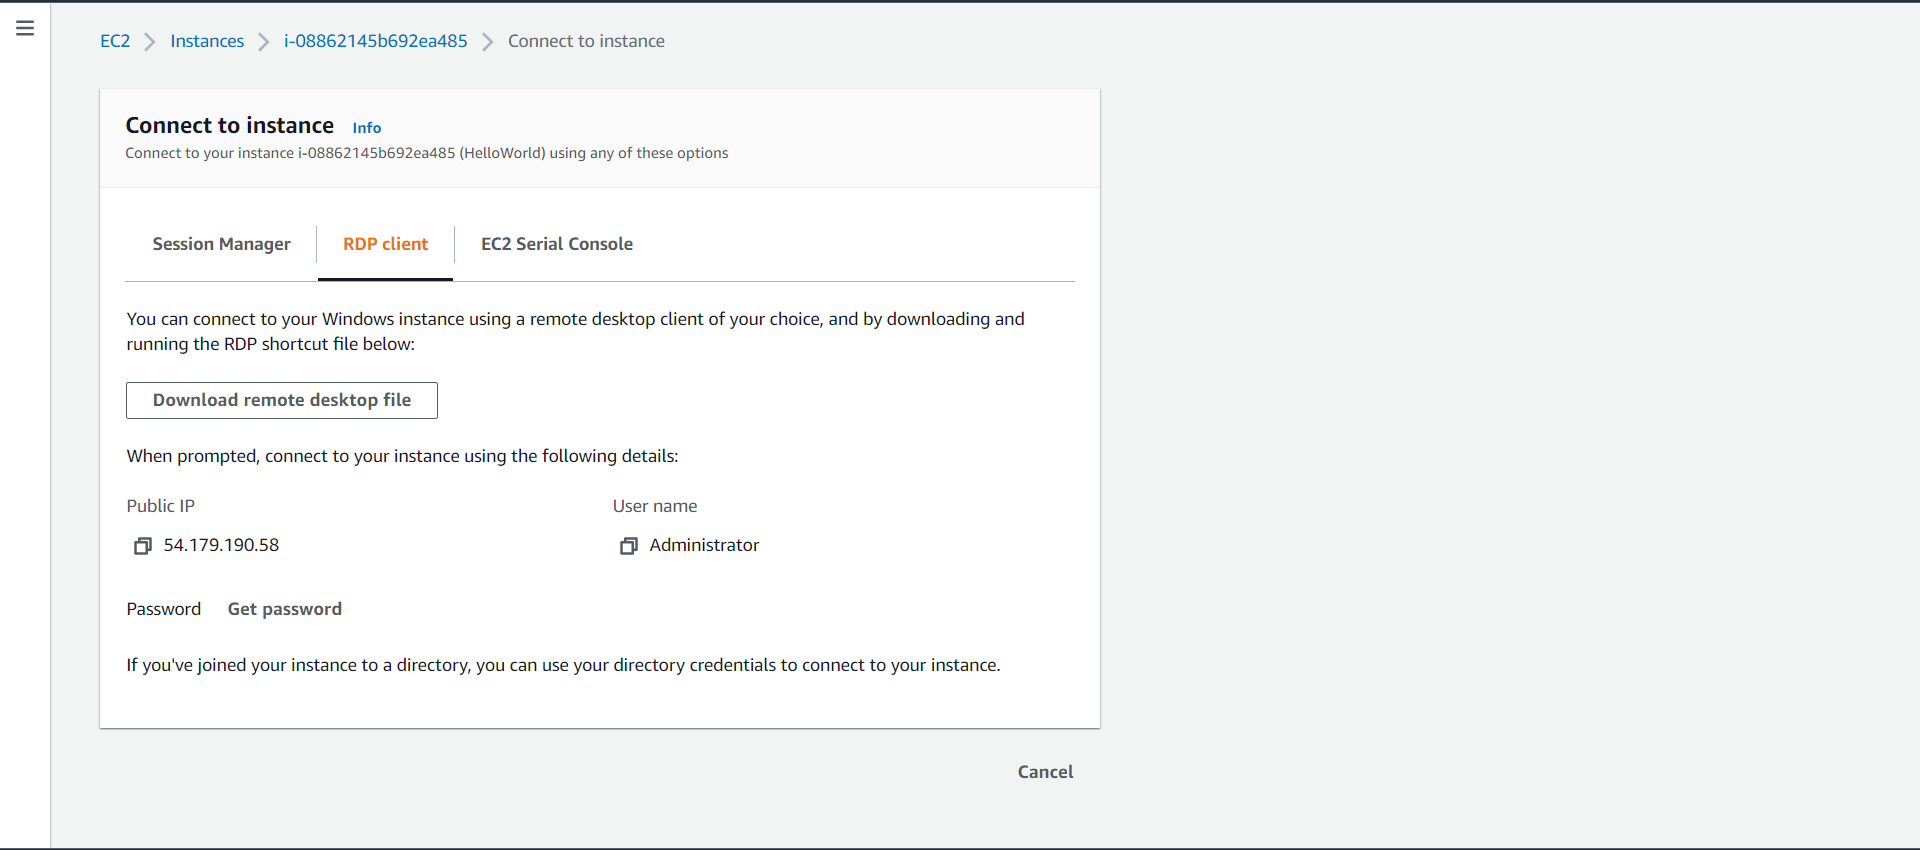 EC2 Instances i-08862145b692ea485 Connect to instance
Connect to instance Info
Connect to your instance i-08862145b692ea485 (HelloWorld) using any of these options
Session Manager RDP client EC2 Serial Console
You can connect to your Windows instance using a remote desktop client of your choice, and by downloading and
running the RDP shortcut file below:
Download remote desktop file
When prompted, connect to your instance using the following details:
Public IP User name
54.179.190.58 Administrator
Password Get password
If you've joined your instance to a directory, you can use your directory credentials to connect to your instance.
Cancel